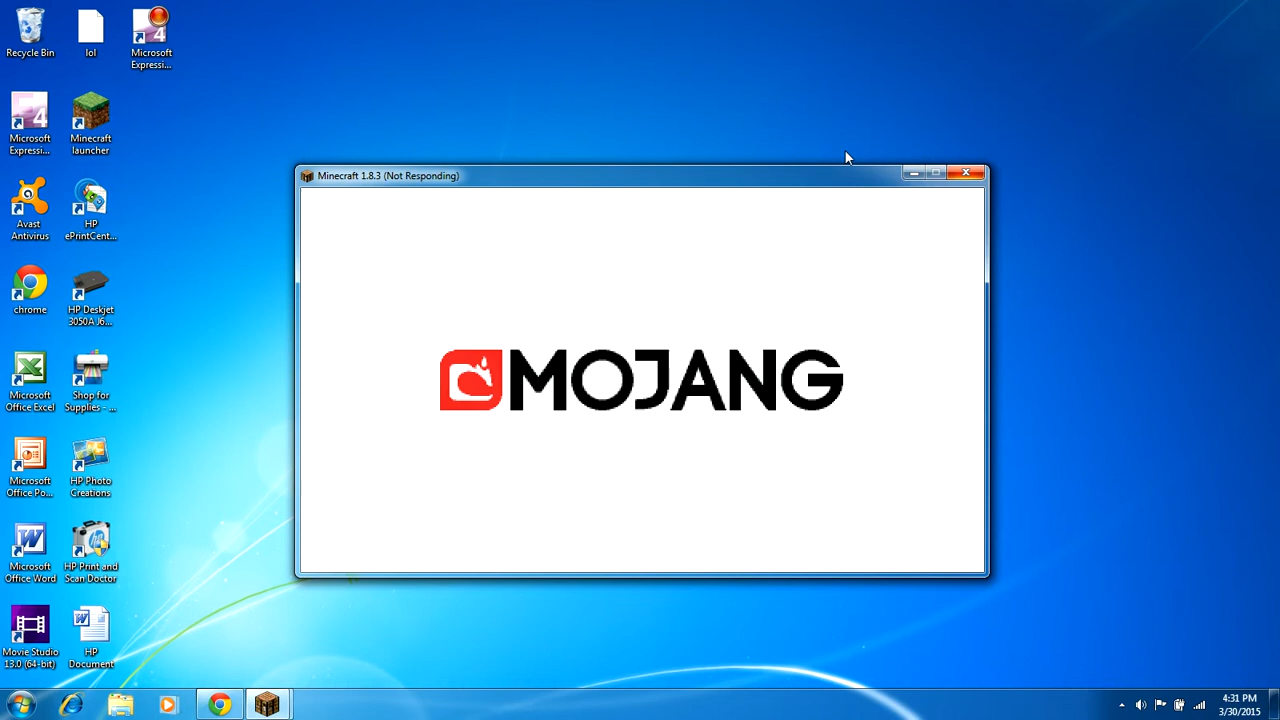 Recycle Bin
lol
Microsoft
Expressi...
Microsoft
Expressi...
Minecraft
launcher
Avast
Antivirus
HP
ePrintCent...
chrome
HP Deskjet
3050A J6...
Microsoft
Office Excel
Shop for
Supplies - ...
Microsoft
Office Po...
HP Photo
Creations
Microsoft
Office Word
HP Print and
Scan Doctor
Movie Studio
13.0 (64-bit)
HP
Document
Minecraft 1.8.3 (Not Responding)
MOJANG
4:31 PM
3/30/2015